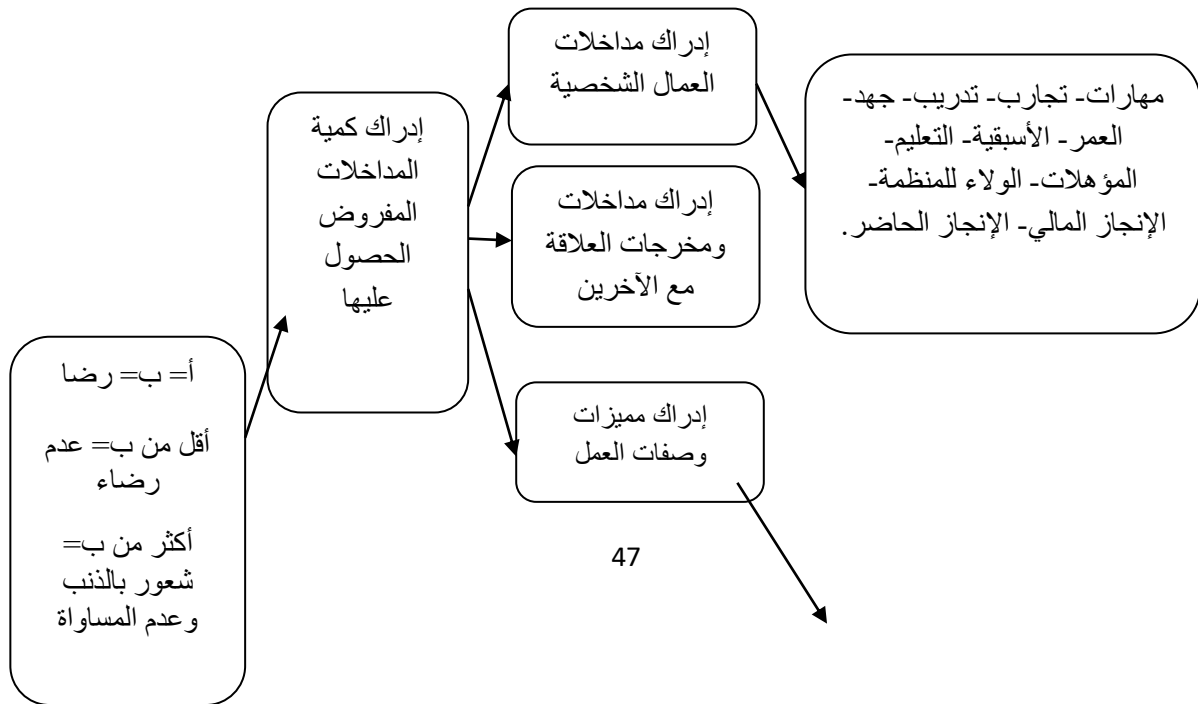 إدراك مداخلات
العمال الشخصية
مهارات- تجارب- تدريب- جهد-
العمر- الأسبقية- التعليم-
المؤهلات- الولاء للمنظمة-
الإنجاز المالي- الإنجاز الحاضر.
إدراك كمية
المداخلات
المفروض
الحصول
عليها
إدراك مداخلات
ومخرجات العلاقة
مع الآخرين
أ= ب= رضا
أقل من ب= عدم
رضاء
أكثر من ب=
شعور بالذنب
وعدم المساواة
إدراك مميزات
وصفات العمل
47